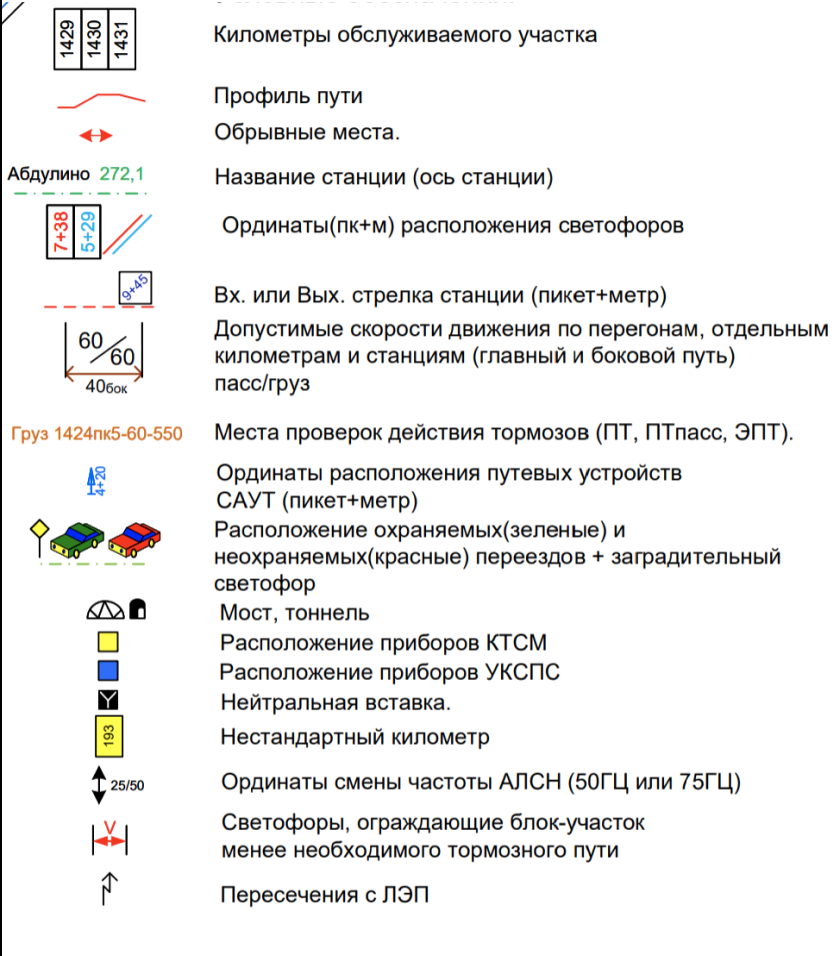 1429 1430 1431 Километры обслуживаемого участка
Профиль пути
Обрывные места.
Абдулино 272,1 Название станции (ось станции)
7+38 5+29 Ординаты(пк+м) расположения светофоров
9+45 Вх. или Вых. стрелка станции (пикет+метр)
60/60 Допустимые скорости движения по перегонам, отдельным
километрам и станциям (главный и боковой путь)
40бок пасс/груз
Груз 1424пк5-60-550 Места проверок действия тормозов (ПТ, ПТпасс, ЭПТ).
4+20 Ординаты расположения путевых устройств
САУТ (пикет+метр)
Расположение охраняемых(зеленые) и
неохраняемых(красные) переездов + заградительный
светофор
Мост, тоннель
Расположение приборов КТСМ
Расположение приборов УКСПС
Нейтральная вставка.
193 Нестандартный километр
25/50 Ординаты смены частоты АЛСН (50ГЦ или 75ГЦ)
V Светофоры, ограждающие блок-участок
менее необходимого тормозного пути
Пересечения с ЛЭП